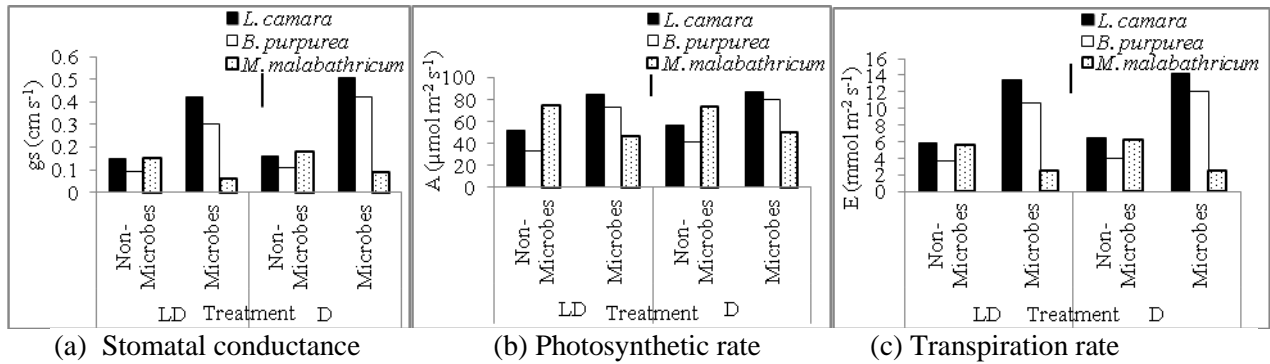 L. camara
B. purpurea
M. malabathricum
gs (cm s-1)
0.6
0.5
0.4
0.3
0.2
0.1
0
Non-
Microbes
Microbes
Non-
Microbes
Microbes
LD Treatment D
(a) Stomatal conductance
L. camara
B. purpurea
M. malabathricum
A (µmol m-2 s-1)
100
80
60
40
20
0
Non-
Microbes
Microbes
Non-
Microbes
Microbes
LD Treatment D
(b) Photosynthetic rate
L. camara
B. purpurea
M. malabathricum
E (mmol m-2 s-1)
16
14
12
10
8
6
4
2
0
Non-
Microbes
Microbes
Non-
Microbes
Microbes
LD Treatment D
(c) Transpiration rate